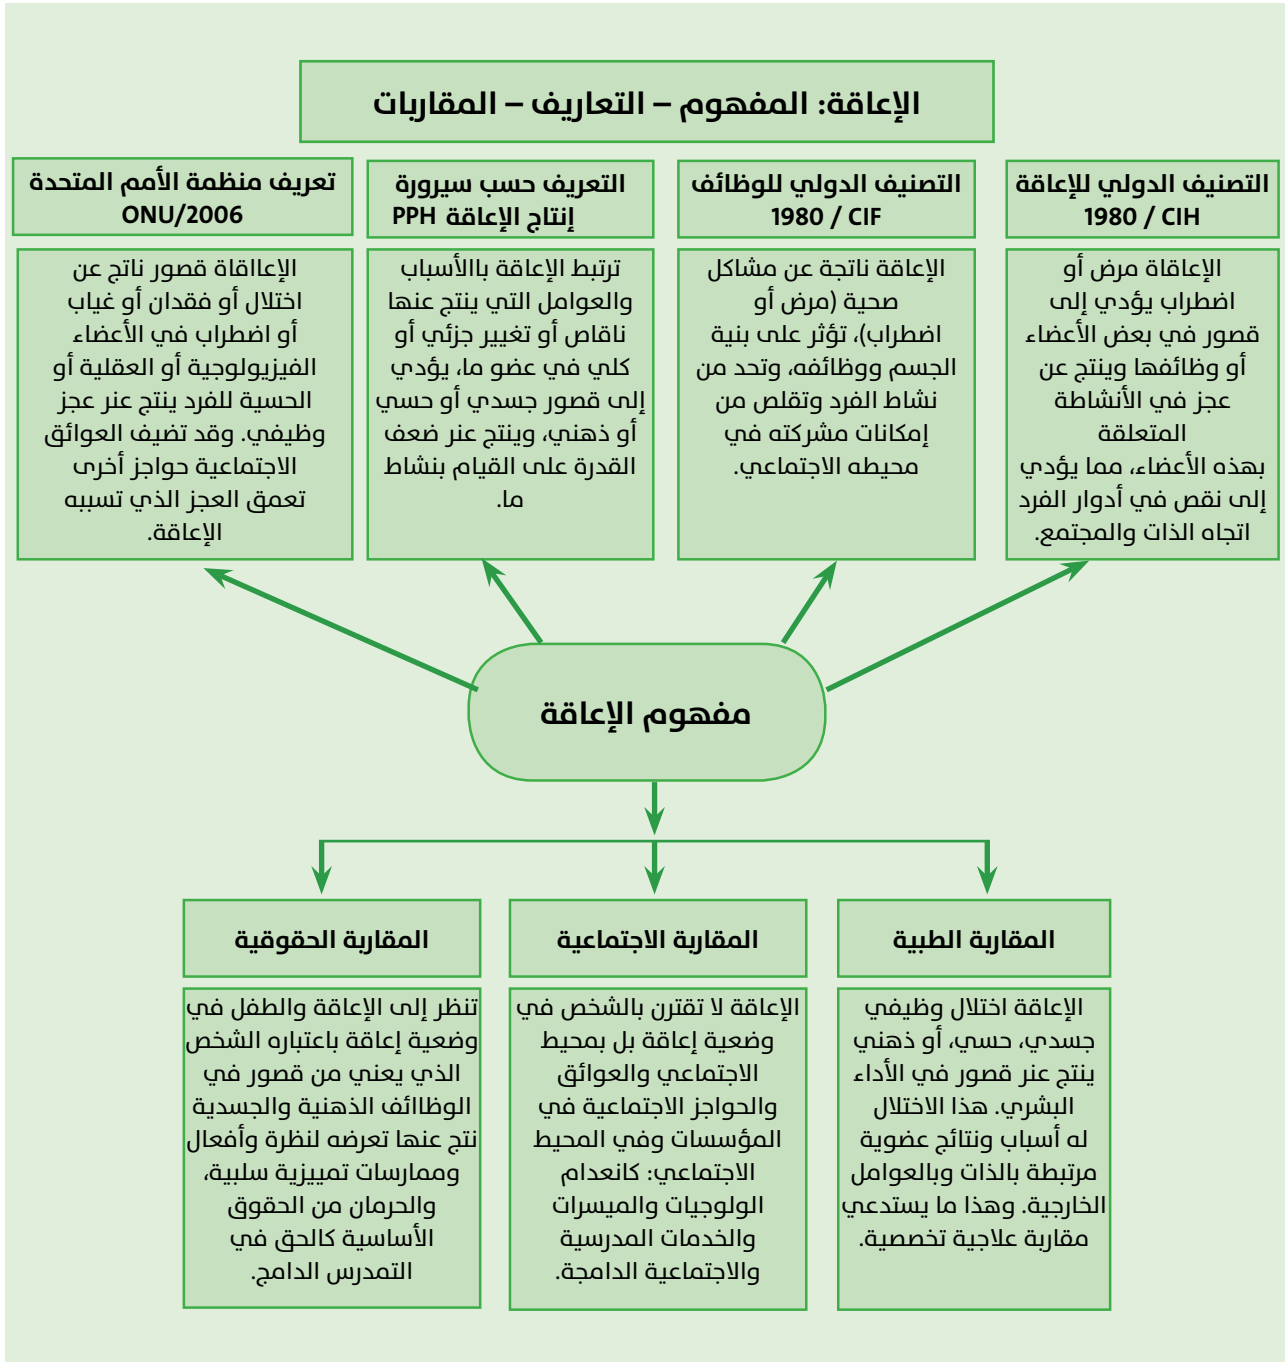 الإعاقة: المفهوم – التعاريف – المقاربات
التصنيف الدولي للإعاقة
1980 / CIH
الإعاقاة مرض أو
اضطراب يؤدي إلى
قصور في بعض الأعضاء
أو وظائفها وينتج عن
عجز في الأنشاطة
المتعلقة
بهذه الأعضاء، مما يؤدي
إلى نقص في أدوار الفرد
اتجاه الذات والمجتمع.
التصنيف الدولي للوظائف
1980 / CIF
الإعاقة ناتجة عن مشاكل
صحية (مرض أو
اضطراب)، تؤثر على بنية
الجسم ووظائفه، وتحد من
نشاط الفرد وتقلص من
إمكانات مشركته في
محيطه الاجتماعي.
التعريف حسب سيرورة
إنتاج الإعاقة PPH
ترتبط الإعاقة باالأسباب
والعوامل التي ينتج عنها
ناقاص أو تغيير جزئي أو
كلي في عضو ما، يؤدي
إلى قصور جسدي أو حسي
أو ذهني، وينتج عنر ضعف
القدرة على القيام بنشاط
ما.
تعريف منظمة الأمم المتحدة
ONU/2006
الإعااقاة قصور ناتج عن
اختلال أو فقدان أو غياب
أو اضطراب في الأعضاء
الفيزيولوجية أو العقلية أو
الحسية للفرد ينتج عنر عجز
وظيفي. وقد تضيف العوائق
الاجتماعية حواجز أخرى
تعمق العجز الذي تسببه
الإعاقة.
مفهوم الإعاقة
المقاربة الطبية
الإعاقة اختلال وظيفي
جسدي، حسي، أو ذهني
ينتج عنر قصور في الأداء
البشري. هذا الاختلال
له أسباب ونتائج عضوية
مرتبطة بالذات وبالعوامل
الخارجية. وهذا ما يستدعي
مقاربة علاجية تخصصية.
المقاربة الاجتماعية
الإعاقة لا تقترن بالشخص في
وضعية إعاقة بل بمحيط
الاجتماعي والعوائق
والحواجز الاجتماعية في
المؤسسات وفي المحيط
الاجتماعي: كانعدام
الولوجيات والميسرات
والخدمات المدرسية
والاجتماعية الدامجة.
المقاربة الحقوقية
تنظر إلى الإعاقة والطفل في
وضعية إعاقة باعتباره الشخص
الذي يعني من قصور في
الوظاائف الذهنية والجسدية
نتج عنها تعرضه لنظرة وأفعال
وممارسات تمييزية سلبية،
والحرمان من الحقوق
الأساسية كالحق في
التمدرس الدامج.